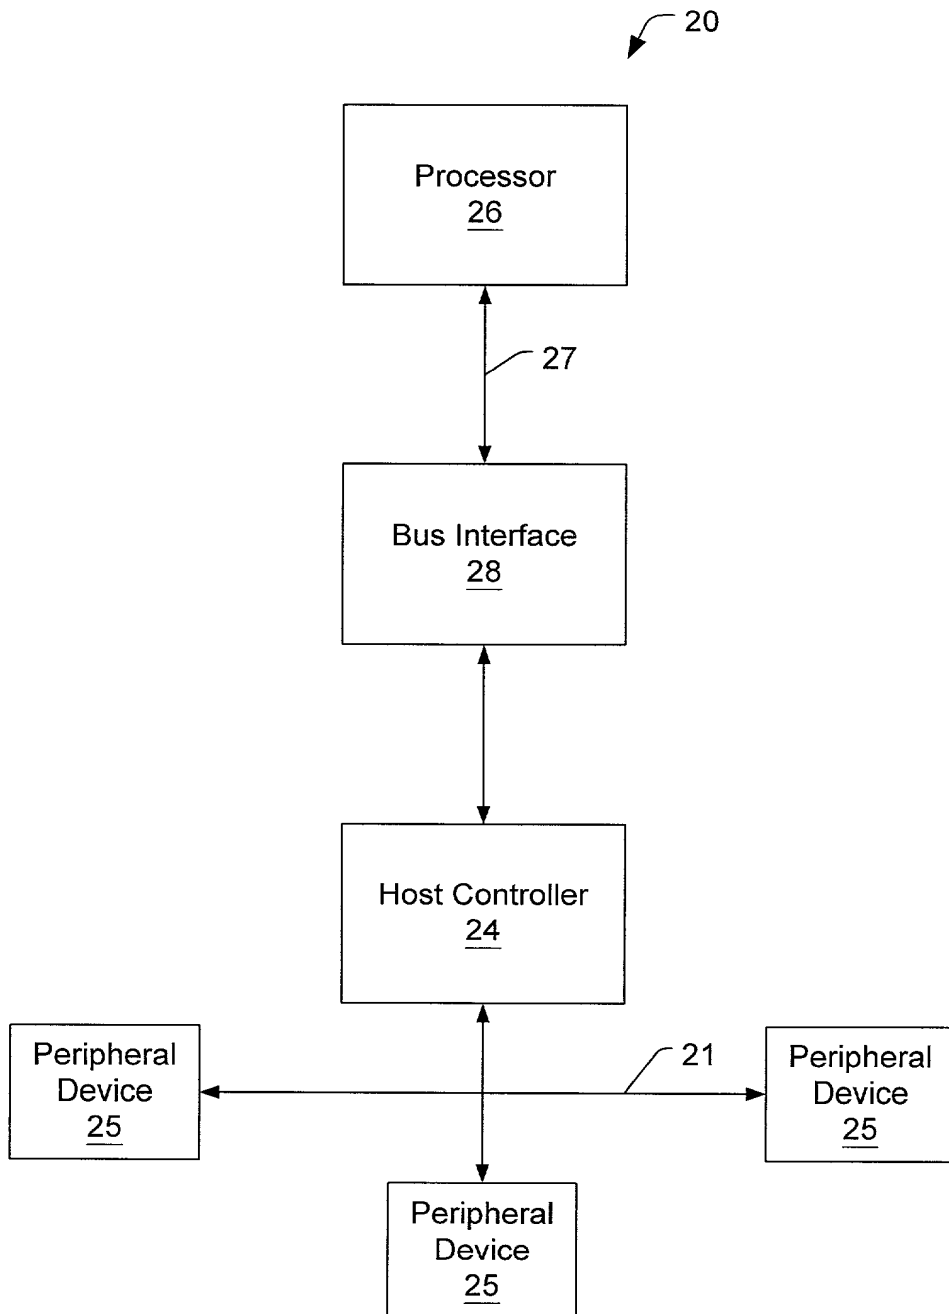 20
Processor
26
27
Bus Interface
28
Host Controller
24
Peripheral
Device
25
21
Peripheral
Device
25
Peripheral
Device
25